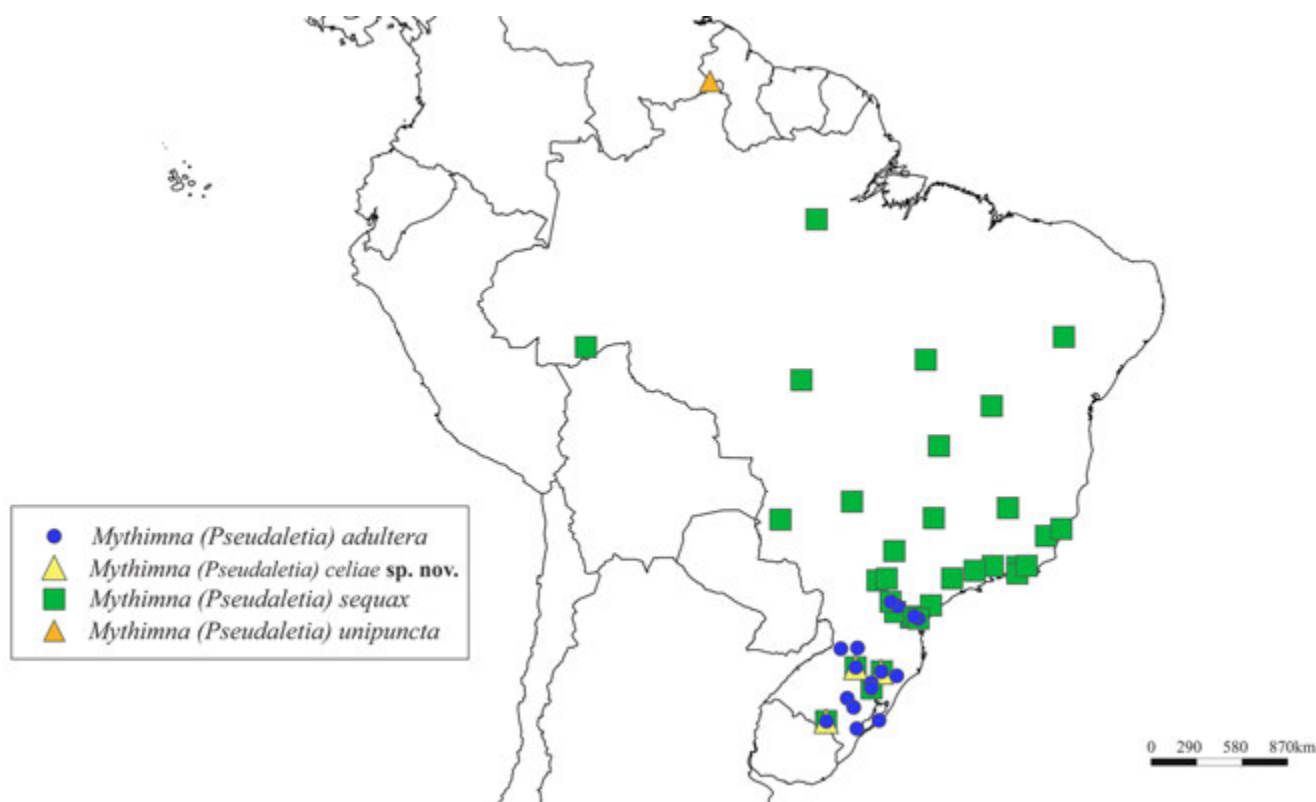 Mythimna (Pseudaletia) adultera
Mythimna (Pseudaletia) celiae sp. nov.
Mythimna (Pseudaletia) sequax
Mythimna (Pseudaletia) unipuncta
0 290 580 870km